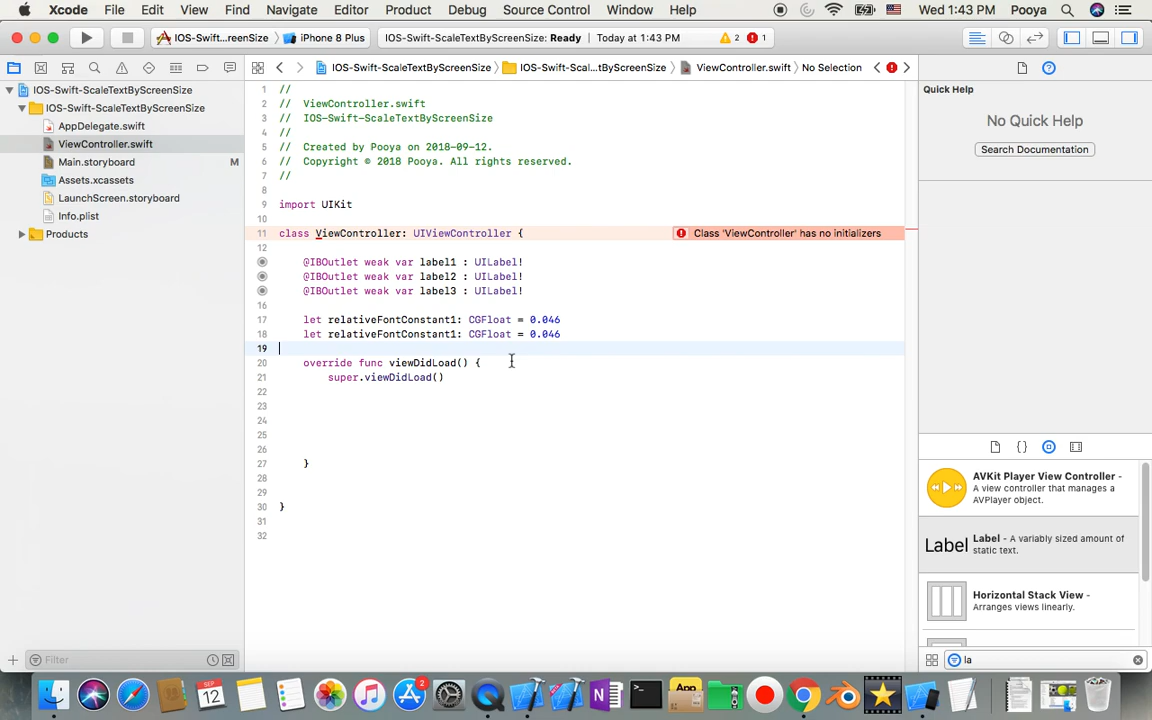 Xcode File Edit View Find Navigate Editor Product Debug Source Control Window Help Wed 1:43 PM Pooya
IOS-Swift...reenSize iPhone 8 Plus IOS-Swift-ScaleTextByScreenSize: Ready Today at 1:43 PM 2 1
IOS-Swift-ScaleTextByScreenSize IOS-Swift-Scal...tByScreenSize ViewController.swift No Selection
IOS-Swift-ScaleTextByScreenSize
IOS-Swift-ScaleTextByScreenSize
AppDelegate.swift
ViewController.swift
Main.storyboard M
Assets.xcassets
LaunchScreen.storyboard
Info.plist
Products
Filter
1 //
2 // ViewController.swift
3 // IOS-Swift-ScaleTextByScreenSize
4 //
5 // Created by Pooya on 2018-09-12.
6 // Copyright © 2018 Pooya. All rights reserved.
7 //
8
9 import UIKit
10
11 class ViewController: UIViewController { Class 'ViewController' has no initializers
12
@IBOutlet weak var label1 : UILabel!
@IBOutlet weak var label2 : UILabel!
@IBOutlet weak var label3 : UILabel!
16
17 let relativeFontConstant1: CGFloat = 0.046
18 let relativeFontConstant1: CGFloat = 0.046
19
20 override func viewDidLoad() {
21 super.viewDidLoad()
22
23
24
25
26
27 }
28
29
30 }
31
32
Quick Help
No Quick Help
Search Documentation
{}
AVKit Player View Controller -
A view controller that manages a
AVPlayer object.
Label
Label - A variably sized amount of
static text.
Horizontal Stack View -
Arranges views linearly.
la
SEP
12
2
App